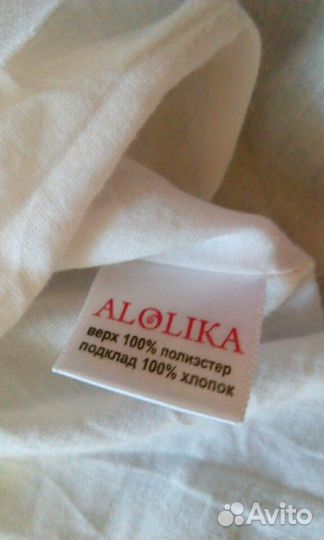 ALOLIKA
верх 100% полиэстер
подклад 100% хлопок
Avito